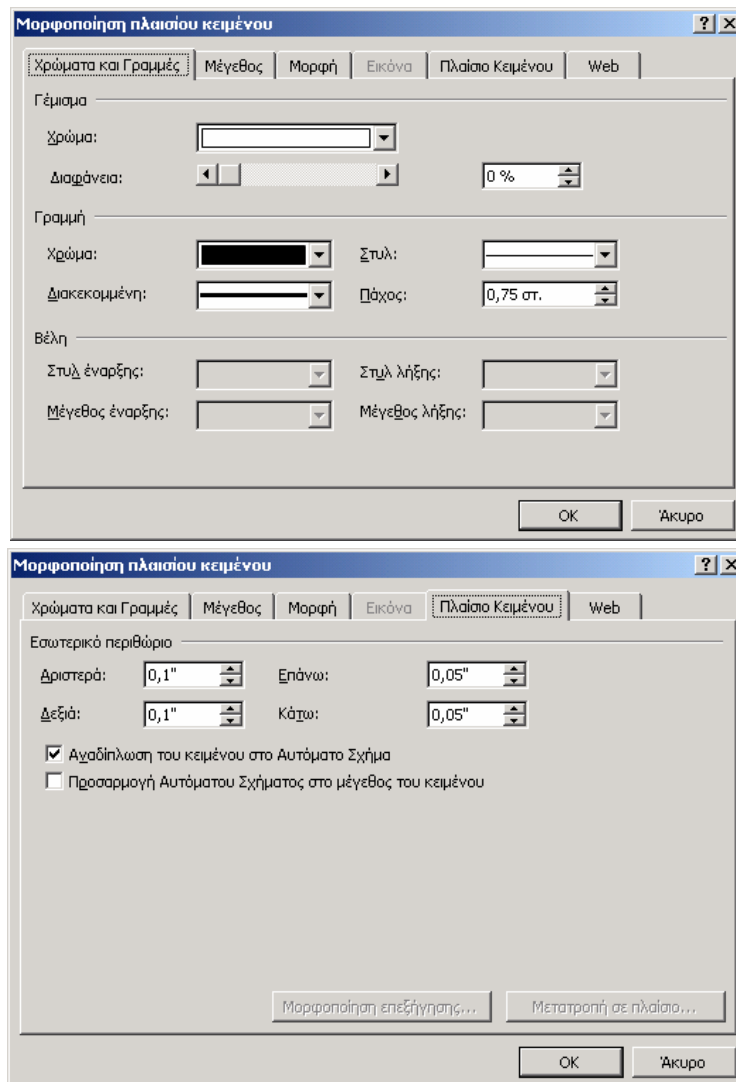 Μορφοποίηση πλαισίου κειμένου
Χρώματα και Γραμμές Μέγεθος Μορφή Εικόνα Πλαίσιο Κειμένου Web
Γέμισμα
Χρώμα:
Διαφάνεια: 0 %
Γραμμή
Χρώμα: Στυλ:
Διακεκομμένη: Πάχος: 0,75 στ.
Βέλη
Στυλ έναρξης: Στυλ λήξης:
Μέγεθος έναρξης: Μέγεθος λήξης:
OK Άκυρο
Μορφοποίηση πλαισίου κειμένου
Χρώματα και Γραμμές Μέγεθος Μορφή Εικόνα Πλαίσιο Κειμένου Web
Εσωτερικό περιθώριο
Αριστερά: 0,1" Επάνω: 0,05"
Δεξιά: 0,1" Κάτω: 0,05"
Αναδίπλωση του κειμένου στο Αυτόματο Σχήμα
Προσαρμογή Αυτόματου Σχήματος στο μέγεθος του κειμένου
Μορφοποίηση επεξήγησης... Μετατροπή σε πλαίσιο...
OK Άκυρο